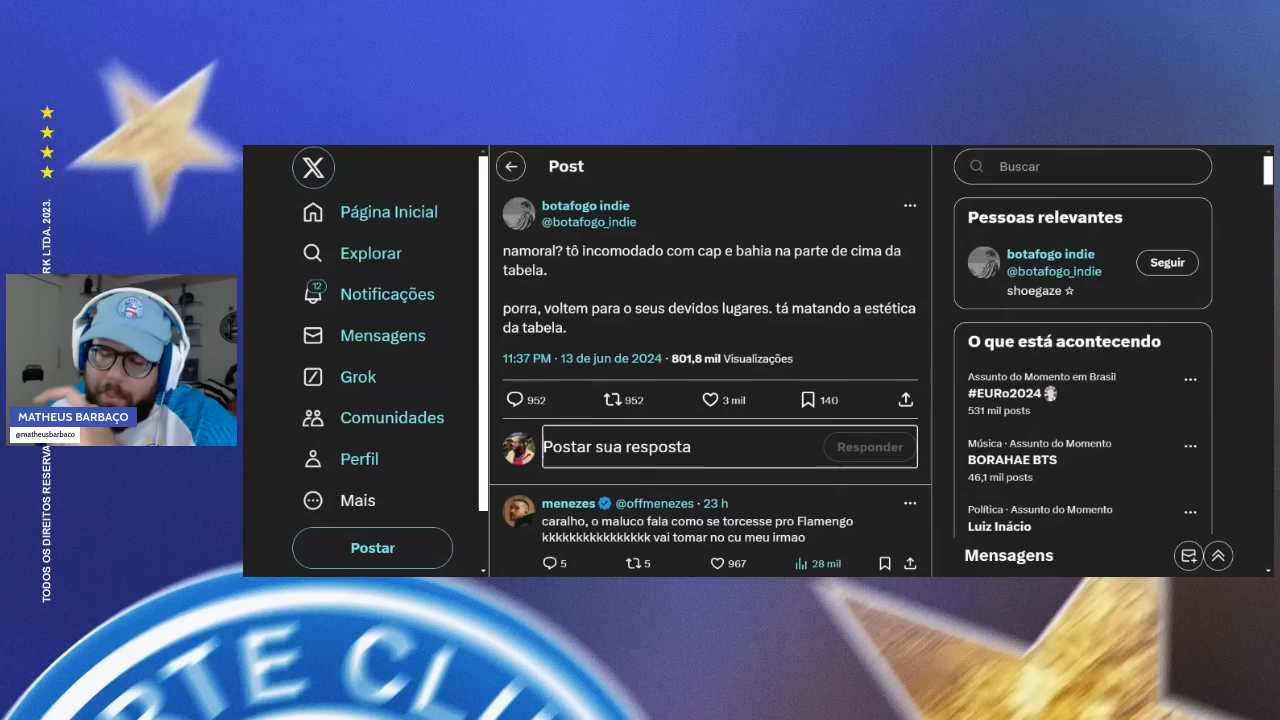 TODOS OS DIREITOS RESERVA
RK LTDA. 2023.
MATHEUS BARBAÇO
@matheusbarbaco
X
Página Inicial
Explorar
12
Notificações
Mensagens
Grok
Comunidades
Perfil
Mais
Postar
Post
botafogo indie
@botafogo_indie
namoral? tô incomodado com cap e bahia na parte de cima da
tabela.
porra, voltem para o seus devidos lugares. tá matando a estética
da tabela.
11:37 PM · 13 de jun de 2024 · 801,8 mil Visualizações
952
952
3 mil
140
Postar sua resposta
Responder
menezes @offmenezes · 23 h
caralho, o maluco fala como se torcesse pro Flamengo
kkkkkkkkkkkkkkkkk vai tomar no cu meu irmao
5
5
967
28 mil
Buscar
Pessoas relevantes
botafogo indie
@botafogo_indie
Seguir
shoegaze ☆
O que está acontecendo
Assunto do Momento em Brasil
#EURo2024
531 mil posts
Música · Assunto do Momento
BORAHAE BTS
46,1 mil posts
Política · Assunto do Momento
Luiz Inácio
Mensagens
RTE CL